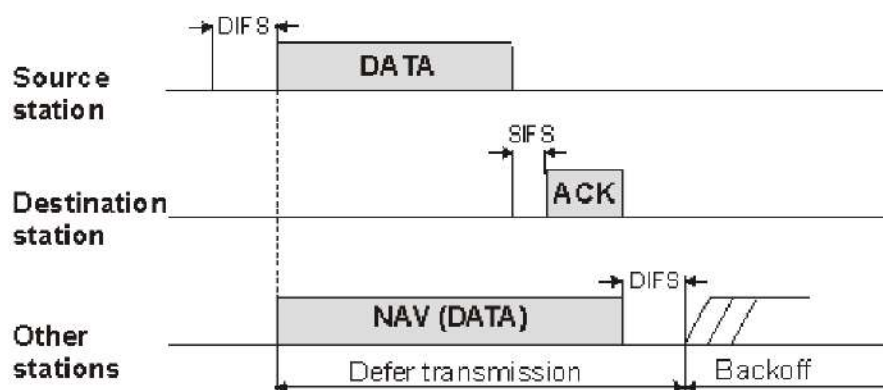 DIFS
DATA
Source
station
SIFS
ACK
Destination
station
DIFS
NAV (DATA)
Other
stations
Defer transmission
Backoff